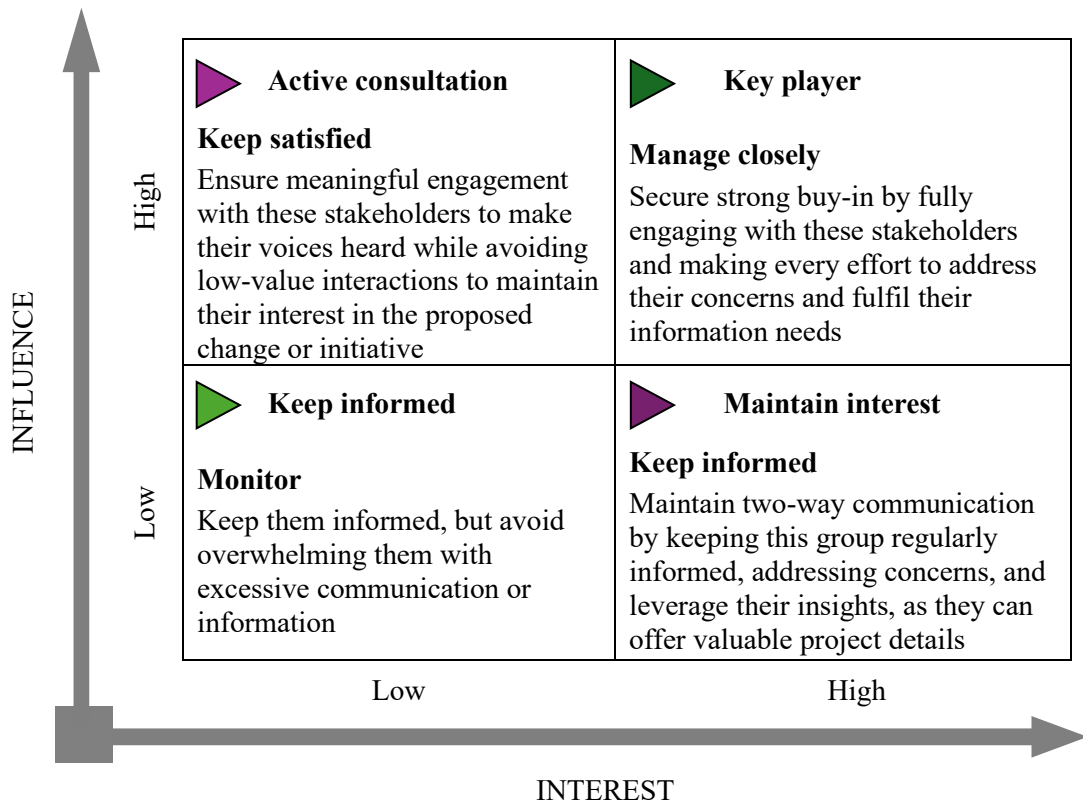 Active consultation
Keep satisfied
Ensure meaningful engagement
with these stakeholders to make
their voices heard while avoiding
low-value interactions to maintain
their interest in the proposed
change or initiative
Key player
Manage closely
Secure strong buy-in by fully
engaging with these stakeholders
and making every effort to address
their concerns and fulfil their
information needs
High
INFLUENCE
Keep informed
Monitor
Keep them informed, but avoid
overwhelming them with
excessive communication or
information
Maintain interest
Keep informed
Maintain two-way communication
by keeping this group regularly
informed, addressing concerns, and
leverage their insights, as they can
offer valuable project details
Low
Low
High
INTEREST